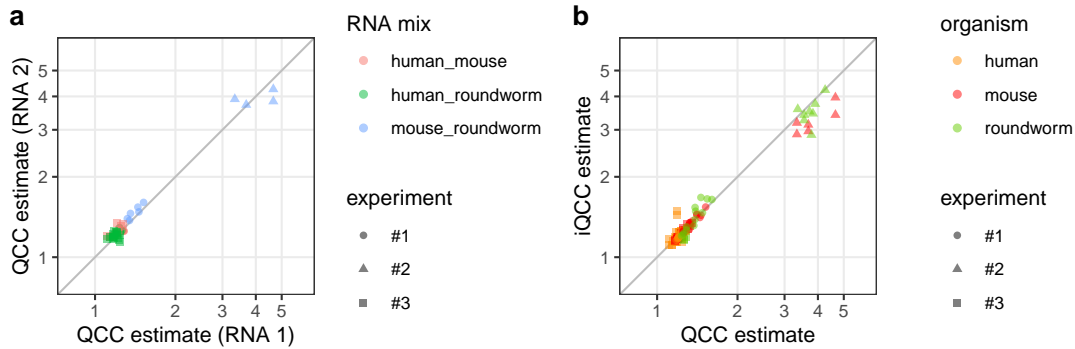 a
QCC estimate (RNA 2)
5
4
3
2
1
1 2 3 4 5
QCC estimate (RNA 1)
RNA mix
human_mouse
human_roundworm
mouse_roundworm
experiment
#1
#2
#3
b
iQCC estimate
5
4
3
2
1
1 2 3 4 5
QCC estimate
organism
human
mouse
roundworm
experiment
#1
#2
#3